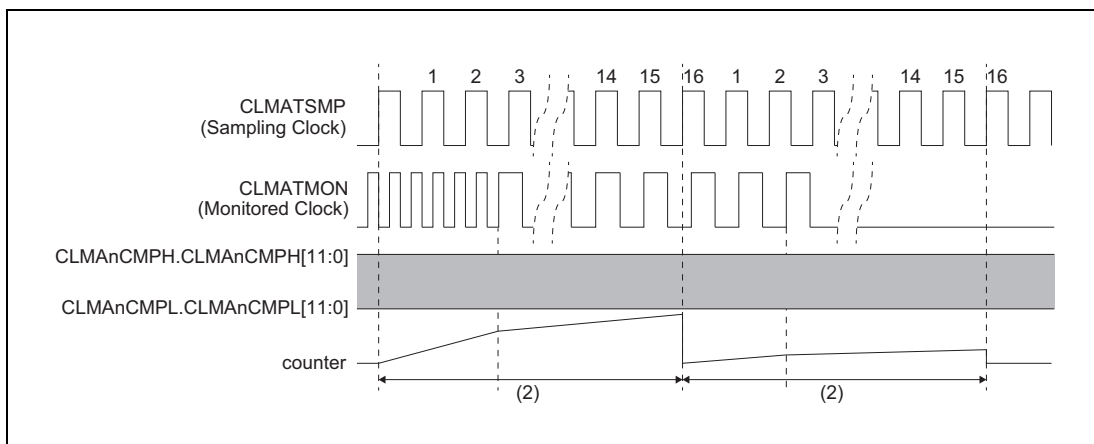 1 2 3 14 15 16 1 2 3 14 15 16
CLMATSMP
(Sampling Clock)
CLMATMON
(Monitored Clock)
CLMAnCMPH.CLMAnCMPH[11:0]
CLMAnCMPL.CLMAnCMPL[11:0]
counter
(2) (2)